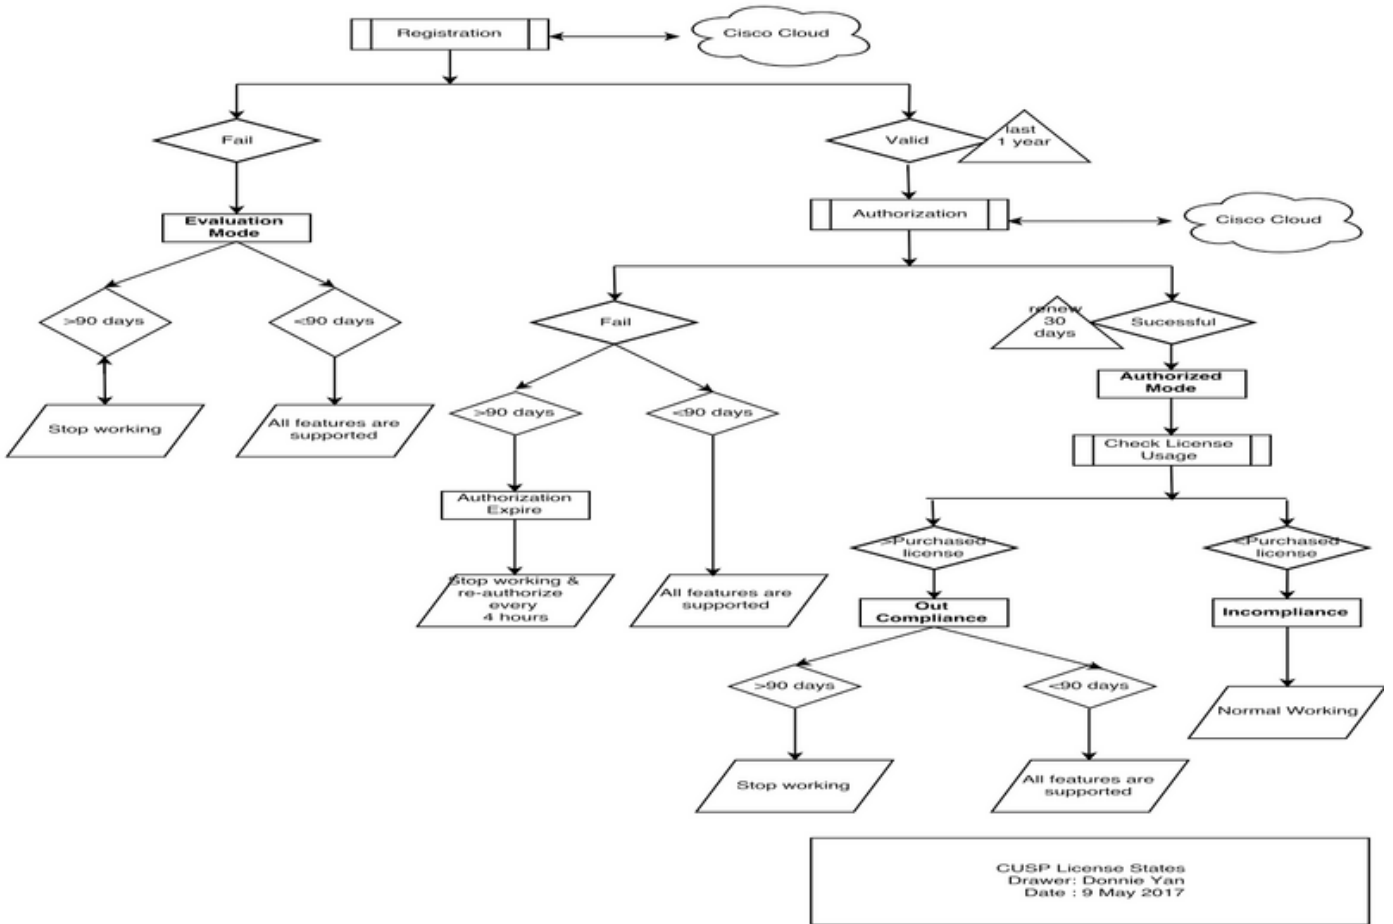 Registration
Cisco Cloud
Fail
Valid
last
1 year
Evaluation
Mode
Authorization
Cisco Cloud
>90 days
<90 days
Fail
renew
30
days
Sucessful
Stop working
All features are
supported
>90 days
<90 days
Authorized
Mode
Check License
Usage
Authorization
Expire
>Purchased
license
<Purchased
license
Stop working &
re-authorize
every
4 hours
All features are
supported
Out
Compliance
Incompliance
>90 days
<90 days
Normal Working
Stop working
All features are
supported
CUSP License States
Drawer: Donnie Yan
Date : 9 May 2017